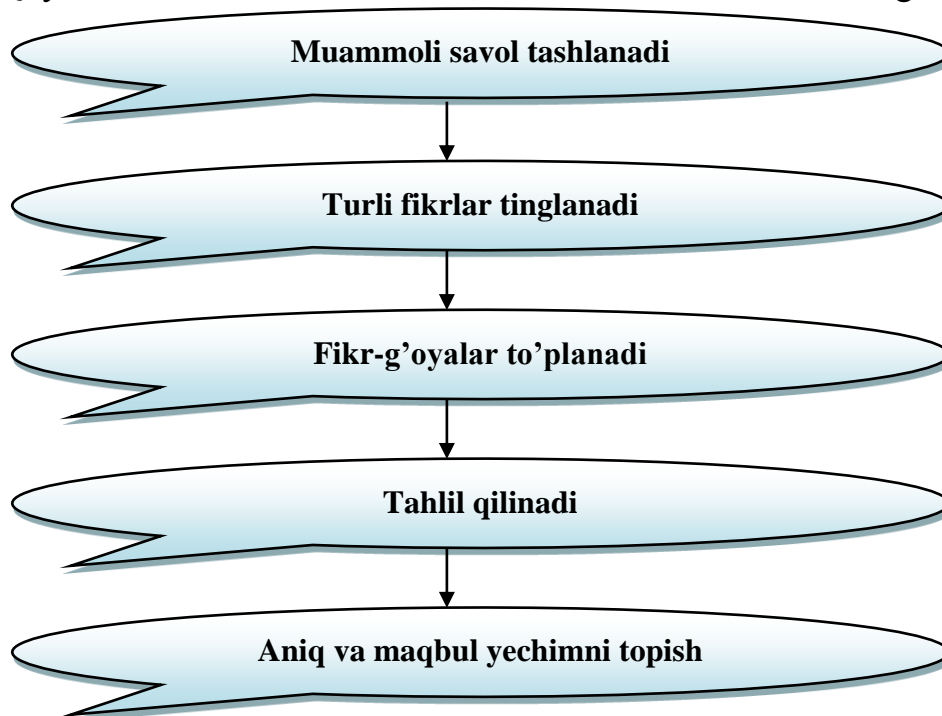 Muammoli savol tashlanadi
Turli fikrlar tinglanadi
Fikr-g’oyalar to’planadi
Tahlil qilinadi
Aniq va maqbul yechimni topish